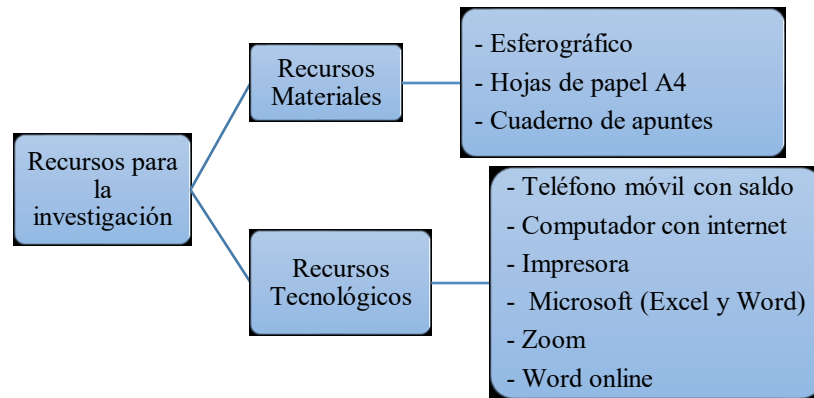 Recursos para
la
investigación
Recursos
Materiales
- Esferográfico
- Hojas de papel A4
- Cuaderno de apuntes
Recursos
Tecnológicos
- Teléfono móvil con saldo
- Computador con internet
- Impresora
- Microsoft (Excel y Word)
- Zoom
- Word online